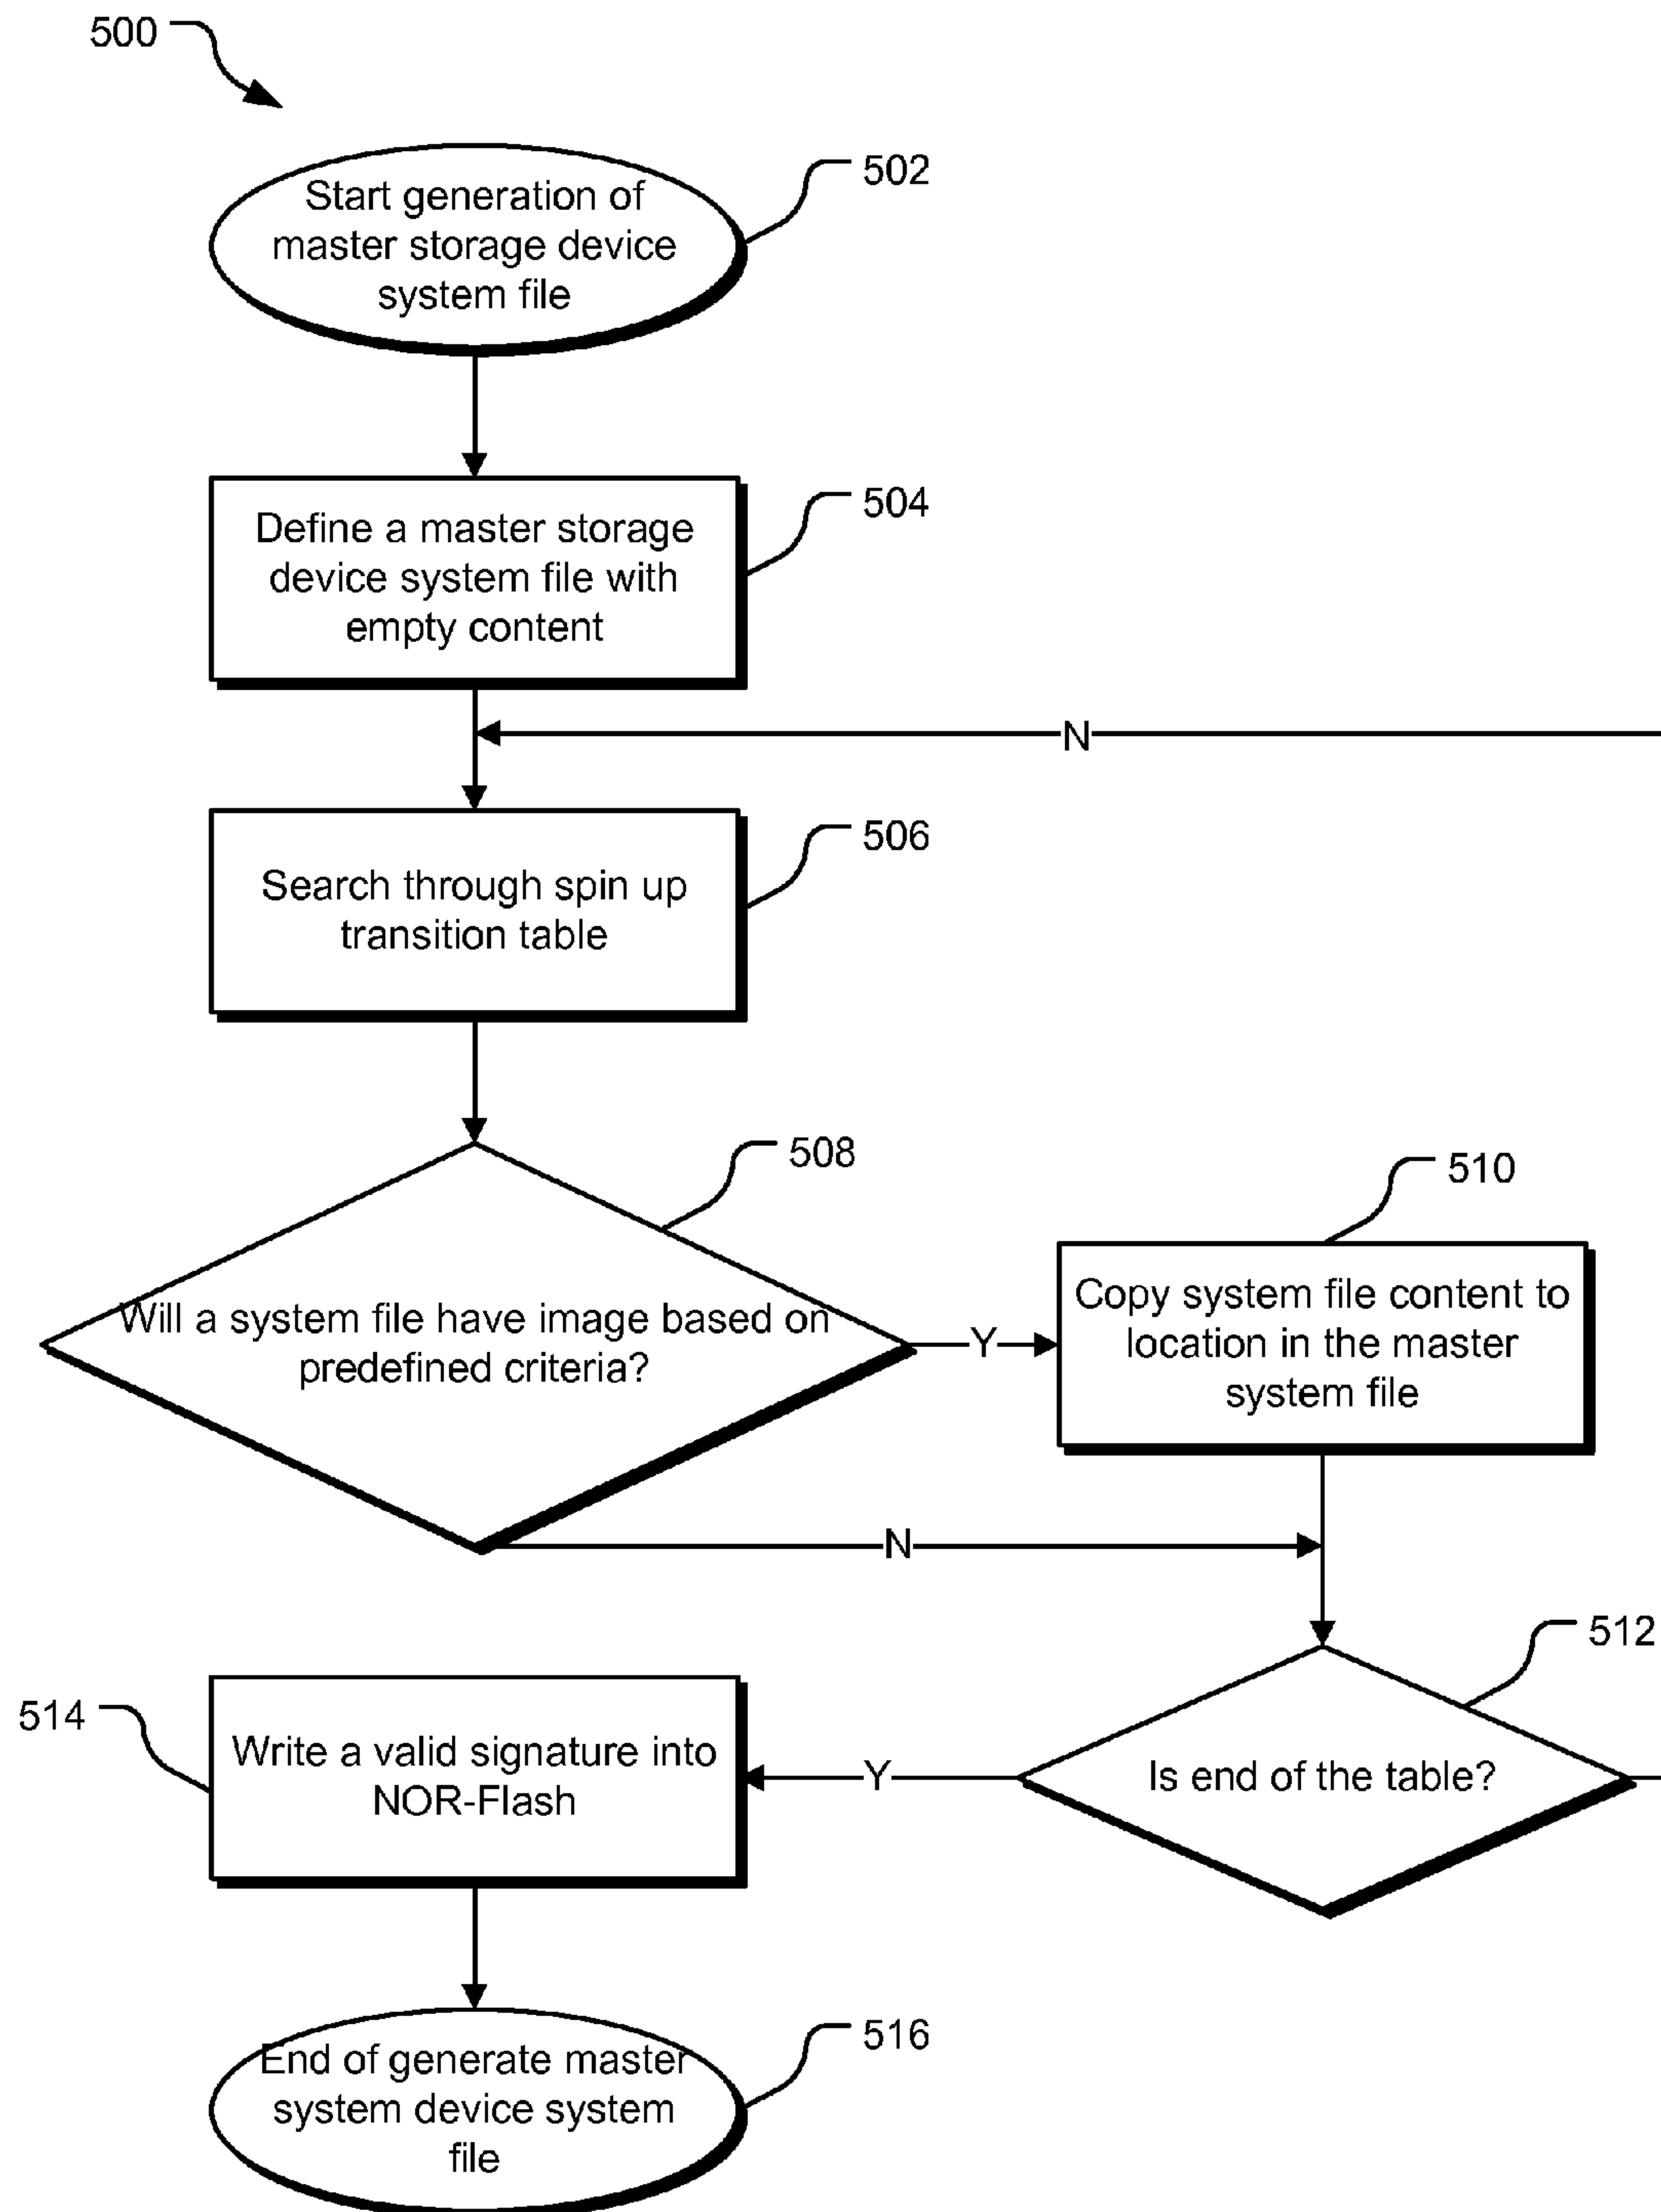 500
Start generation of
master storage device
system file
502
Define a master storage
device system file with
empty content
504
N
Search through spin up
transition table
506
Will a system file have image based on
predefined criteria?
508
Y
Copy system file content to
location in the master
system file
510
N
Is end of the table?
512
Y
Write a valid signature into
NOR-Flash
514
End of generate master
system device system
file
516